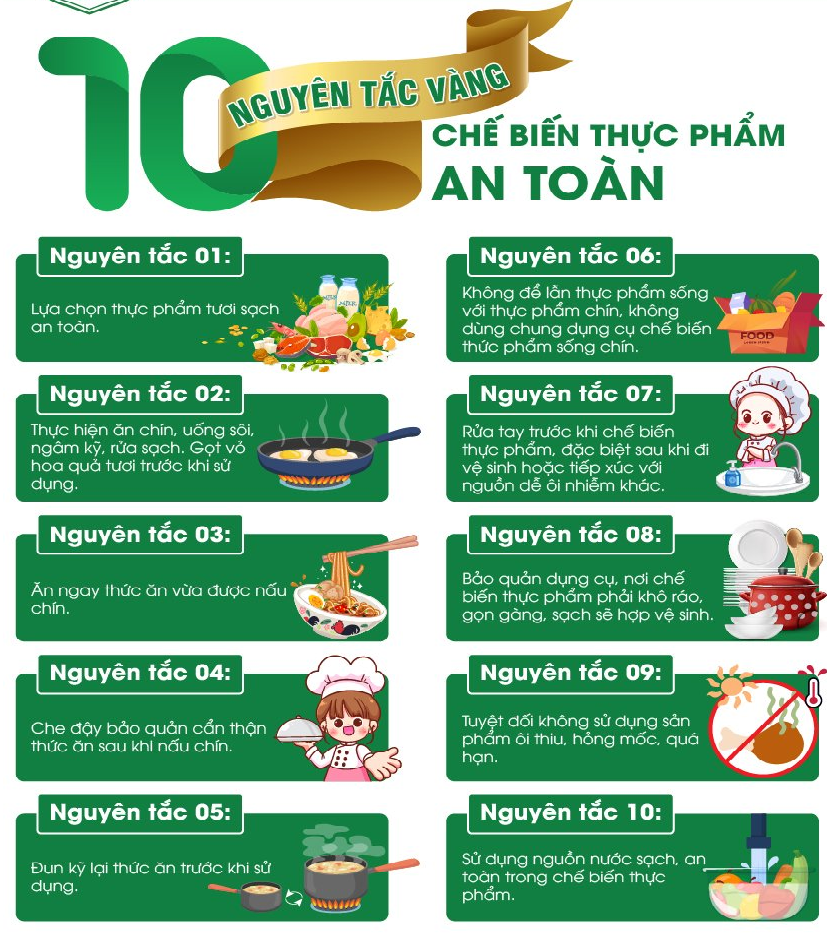 10
NGUYÊN TẮC VÀNG
CHẾ BIẾN THỰC PHẨM
AN TOÀN
Nguyên tắc 01:
Lựa chọn thực phẩm tươi sạch
an toàn.
Nguyên tắc 02:
Thực hiện ăn chín, uống sôi,
ngâm kỹ, rửa sạch. Gọt vỏ
hoa quả tươi trước khi sử
dụng.
Nguyên tắc 03:
Ăn ngay thức ăn vừa được nấu
chín.
Nguyên tắc 04:
Che đậy bảo quản cẩn thận
thức ăn sau khi nấu chín.
Nguyên tắc 05:
Đun kỹ lại thức ăn trước khi sử
dụng.
Nguyên tắc 06:
Không để lần thực phẩm sống
với thực phẩm chín, không
dùng chung dụng cụ chế biến
thức phẩm sống chín.
FOOD
Nguyên tắc 07:
Rửa tay trước khi chế biến
thực phẩm, đặc biệt sau khi đi
vệ sinh hoặc tiếp xúc với
nguồn dễ ôi nhiễm khác.
Nguyên tắc 08:
Bảo quản dụng cụ, nơi chế
biến thực phẩm phải khô ráo,
gọn gàng, sạch sẽ hợp vệ sinh.
Nguyên tắc 09:
Tuyệt đối không sử dụng sản
phẩm ôi thiu, hỏng mốc, quá
hạn.
Nguyên tắc 10:
Sử dụng nguồn nước sạch, an
toàn trong chế biến thực
phẩm.